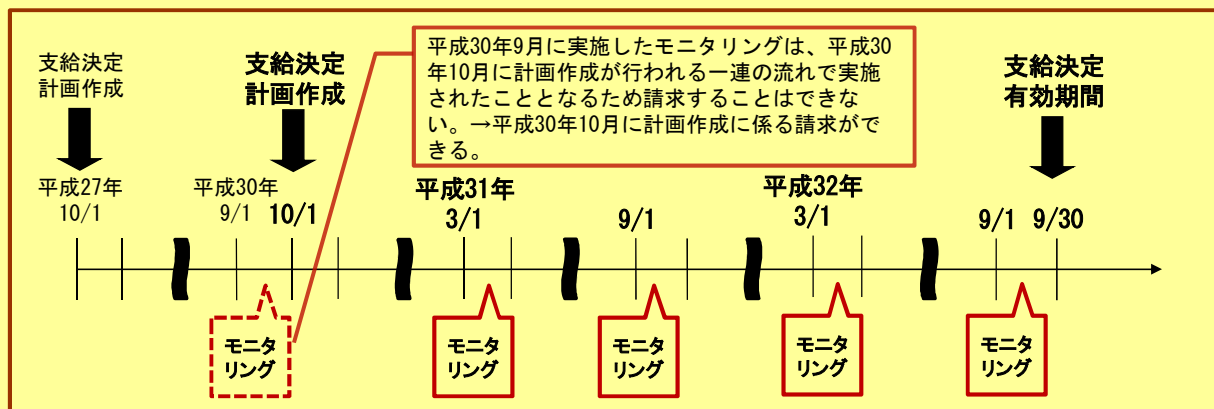 支給決定
計画作成
支給決定
計画作成
平成30年9月に実施したモニタリングは、平成30
年10月に計画作成が行われる一連の流れで実施
されたこととなるため請求することはできな
い。→平成30年10月に計画作成に係る請求がで
きる。
支給決定
有効期間
平成27年
10/1
平成30年
9/1
10/1
平成31年
3/1
9/1
平成32年
3/1
9/1
9/30
モニタ
リング
モニタ
リング
モニタ
リング
モニタ
リング
モニタ
リング